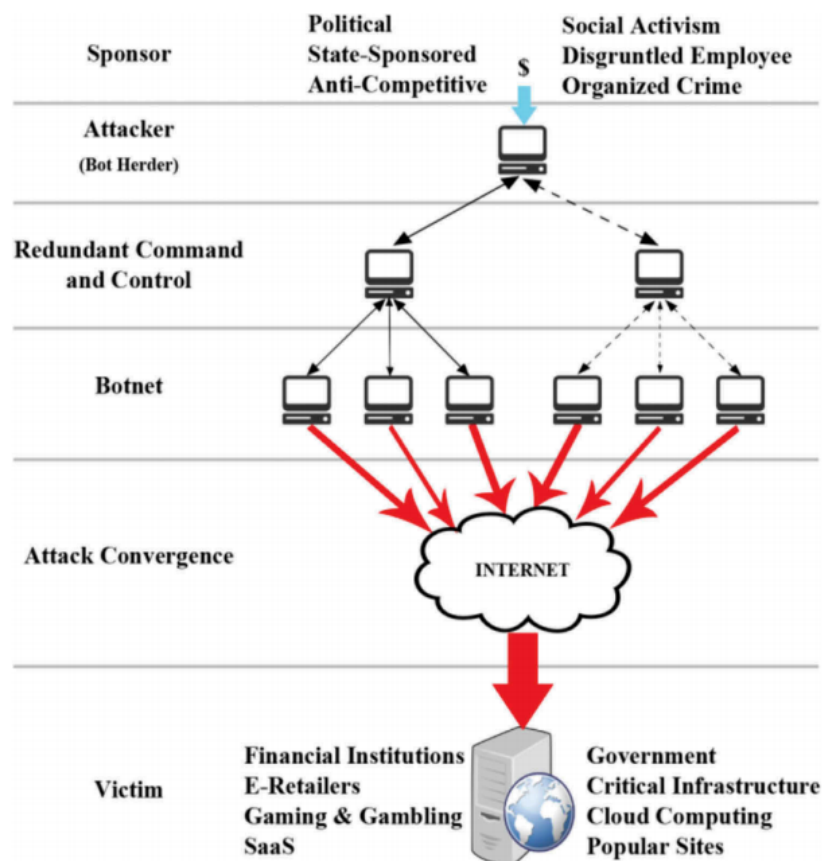 Sponsor
Political
State-Sponsored
Anti-Competitive
$
Social Activism
Disgruntled Employee
Organized Crime
Attacker
(Bot Herder)
Redundant Command
and Control
Botnet
Attack Convergence
INTERNET
Victim
Financial Institutions
E-Retailers
Gaming & Gambling
SaaS
Government
Critical Infrastructure
Cloud Computing
Popular Sites